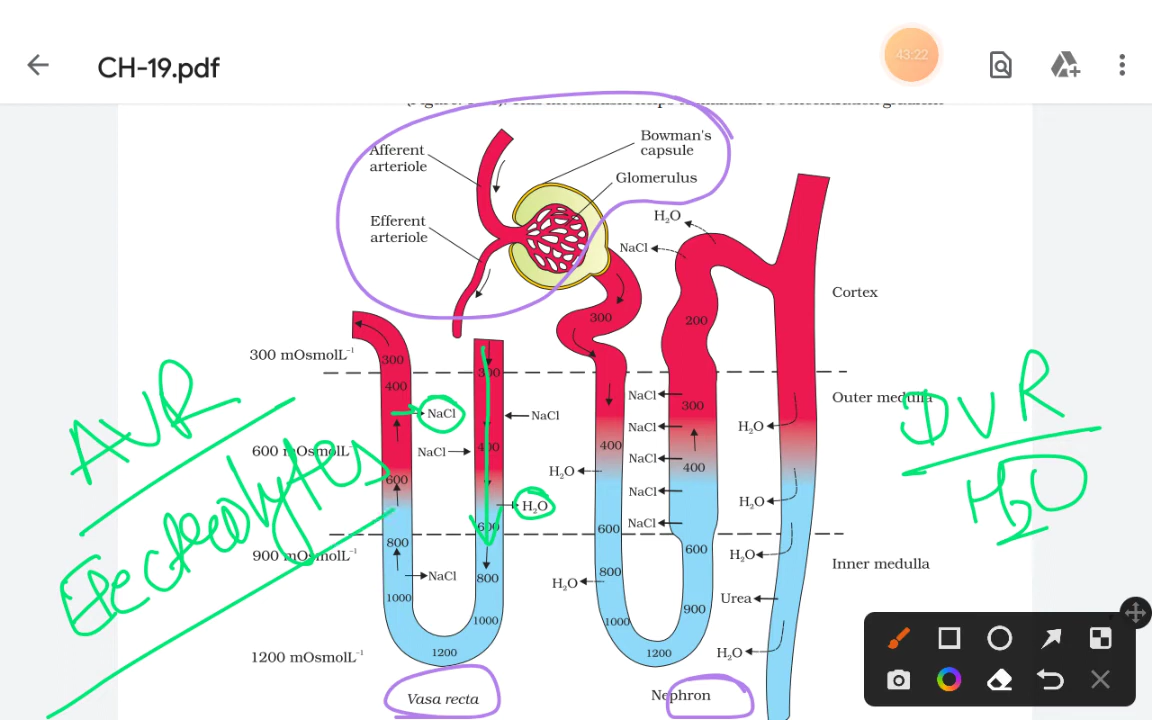 43:22
CH-19.pdf
Bowman's
capsule
Afferent
arteriole
Glomerulus
Efferent
arteriole
H₂O
NaCl
Cortex
300
200
300 mOsmolL⁻¹
300
300
400
NaCl
NaCl
NaCl
300
Outer medulla
AVR
DVR
NaCl
H₂O
600 mOsmolL⁻¹
NaCl
400
400
NaCl
400
H₂O
600
NaCl
H₂O
H₂O
H₂O
Electrolytes
600
600
NaCl
800
600
H₂O
900 mOsmolL⁻¹
Inner medulla
NaCl
800
800
H₂O
1000
1000
1000
900
Urea
1200 mOsmolL⁻¹
1200
1200
H₂O
Vasa recta
Nephron